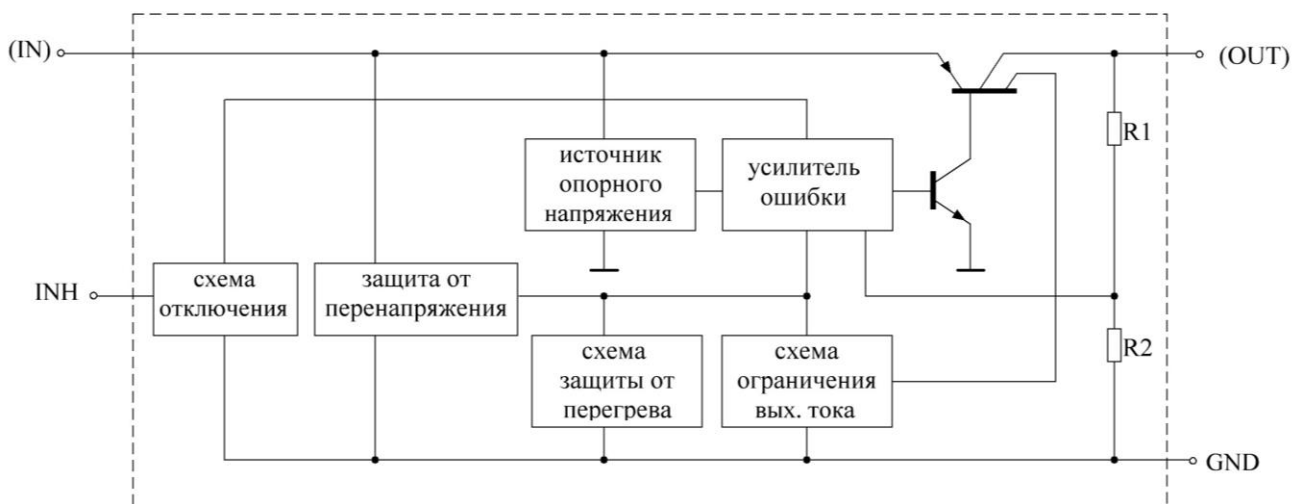 (IN)
(OUT)
R1
источник
опорного
напряжения
усилитель
ошибки
INH
схема
отключения
защита от
перенапряжения
R2
схема
защиты от
перегрева
схема
ограничения
вых. тока
GND